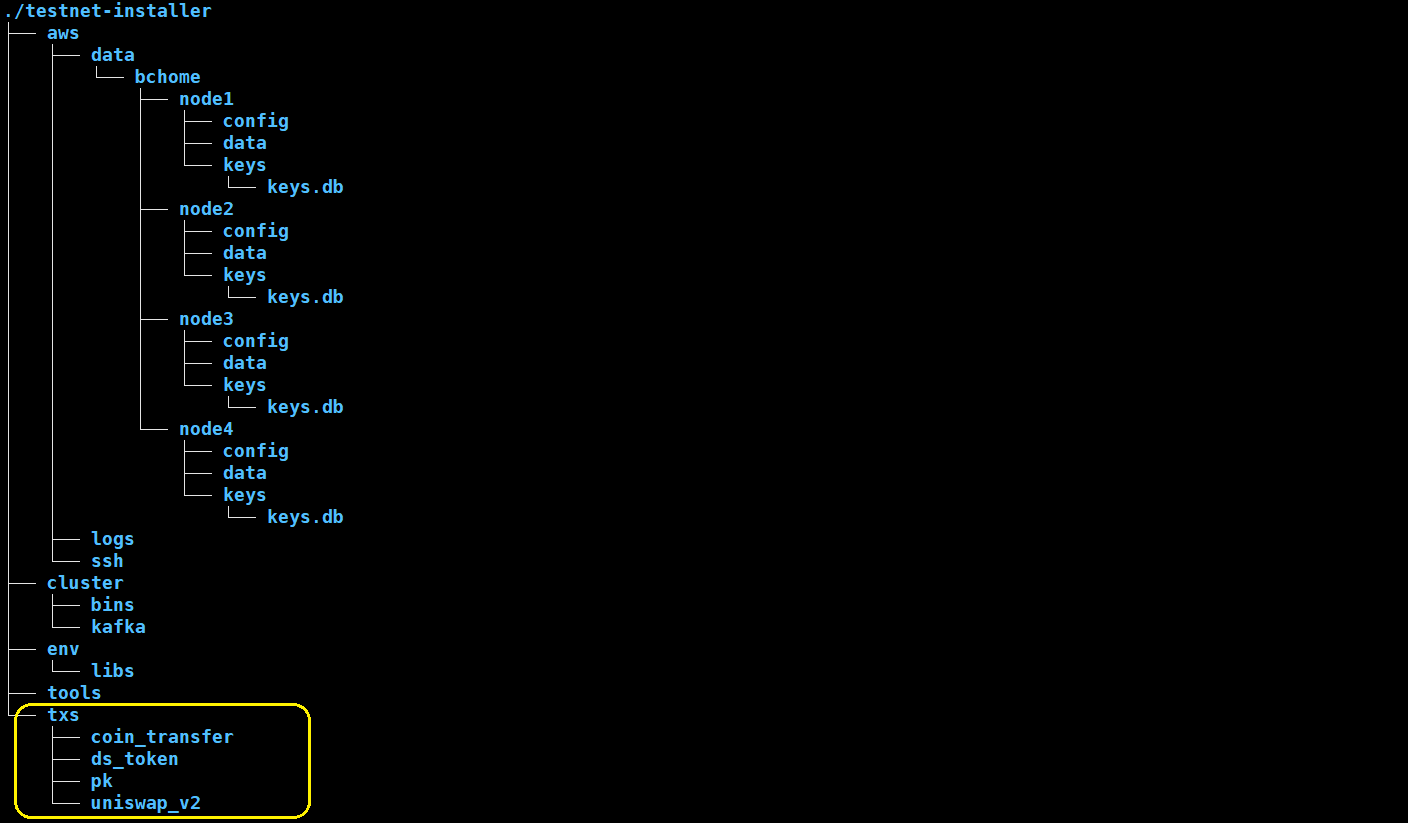 ./testnet-installer
├── aws
│   ├── data
│   │   └── bchome
│   │       ├── node1
│   │       │   ├── config
│   │       │   ├── data
│   │       │   └── keys
│   │       │       └── keys.db
│   │       ├── node2
│   │       │   ├── config
│   │       │   ├── data
│   │       │   └── keys
│   │       │       └── keys.db
│   │       ├── node3
│   │       │   ├── config
│   │       │   ├── data
│   │       │   └── keys
│   │       │       └── keys.db
│   │       └── node4
│   │           ├── config
│   │           ├── data
│   │           └── keys
│   │               └── keys.db
│   ├── logs
│   └── ssh
├── cluster
│   ├── bins
│   └── kafka
├── env
│   └── libs
├── tools
└── txs
    ├── coin_transfer
    ├── ds_token
    ├── pk
    └── uniswap_v2